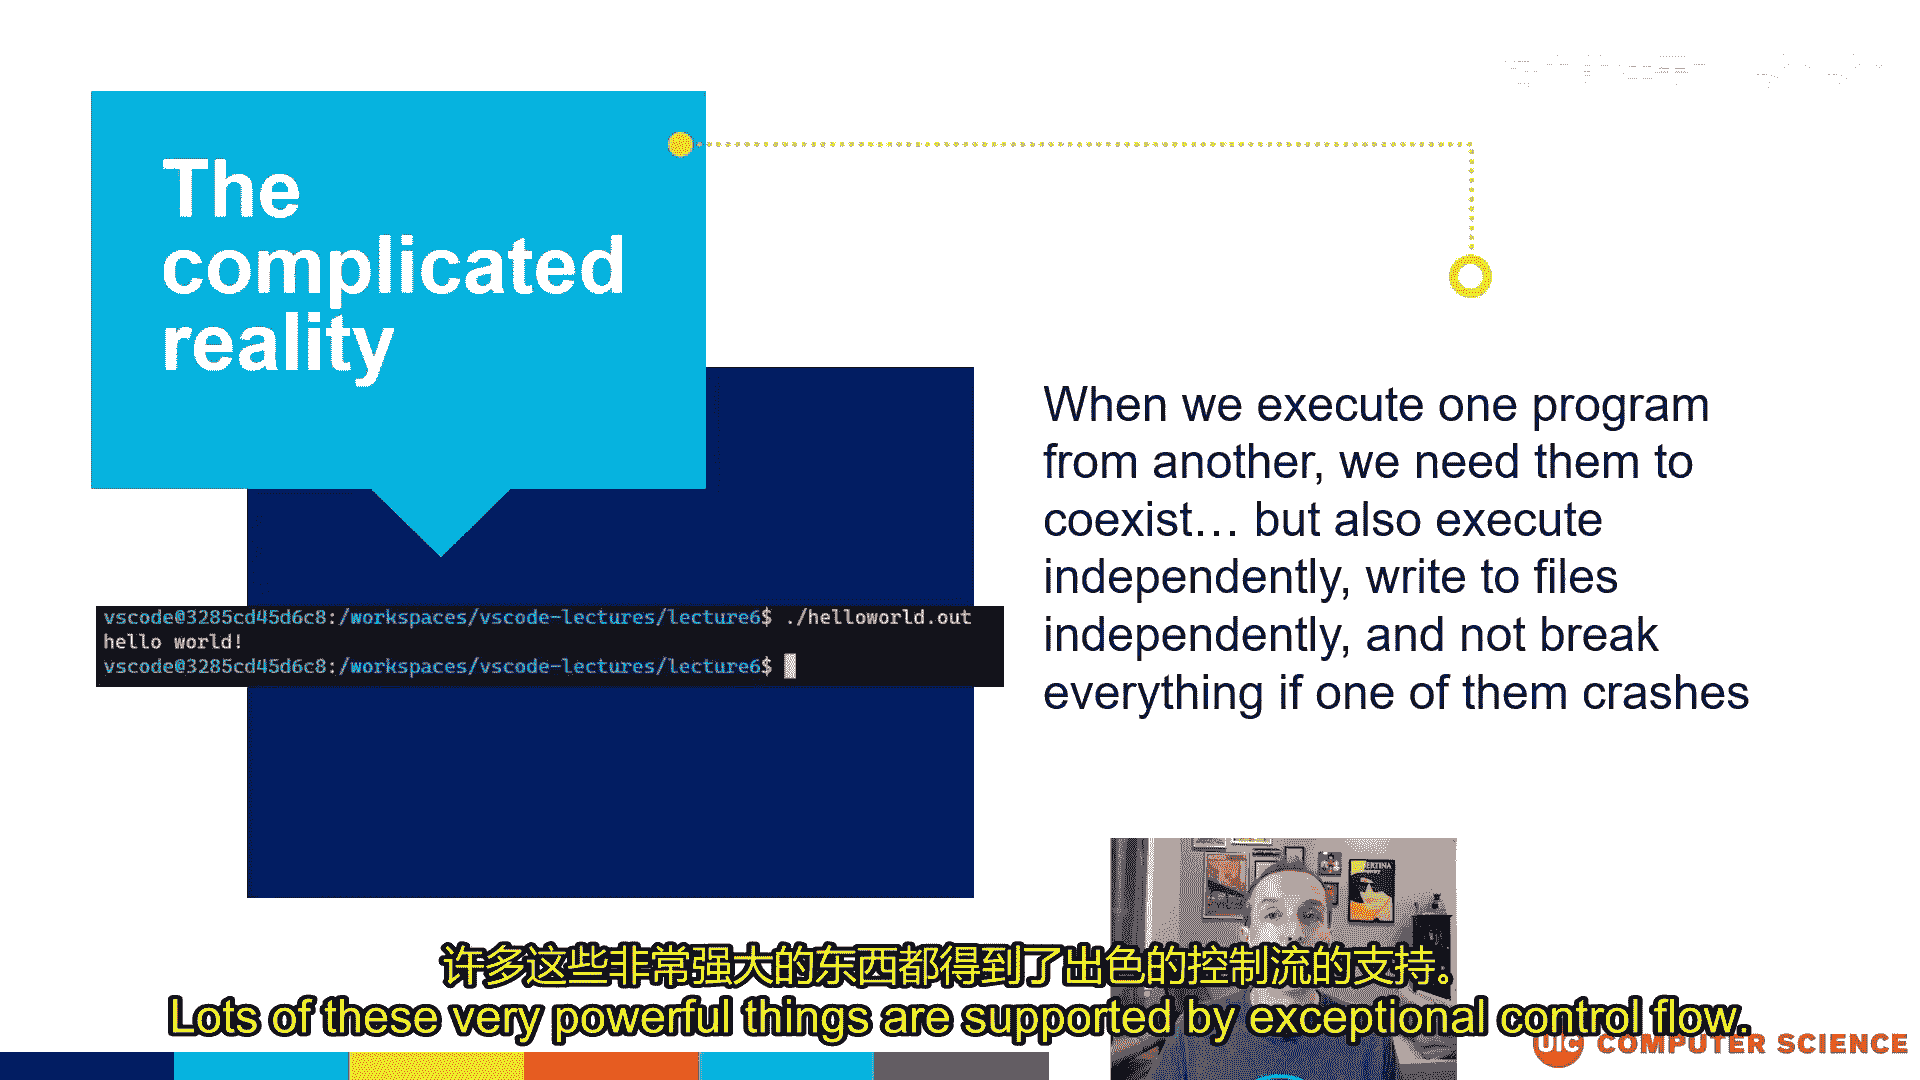 The
complicated
reality
vscode@3285cd45d6c8:/workspaces/vscode-lectures/lecture6$ ./helloworld.out
hello world!
vscode@3285cd45d6c8:/workspaces/vscode-lectures/lecture6$
When we execute one program
from another, we need them to
coexist… but also execute
independently, write to files
independently, and not break
everything if one of them crashes
许多这些非常强大的东西都得到了出色的控制流的支持。
Lots of these very powerful things are supported by exceptional control flow.
UIC COMPUTER SCIENCE